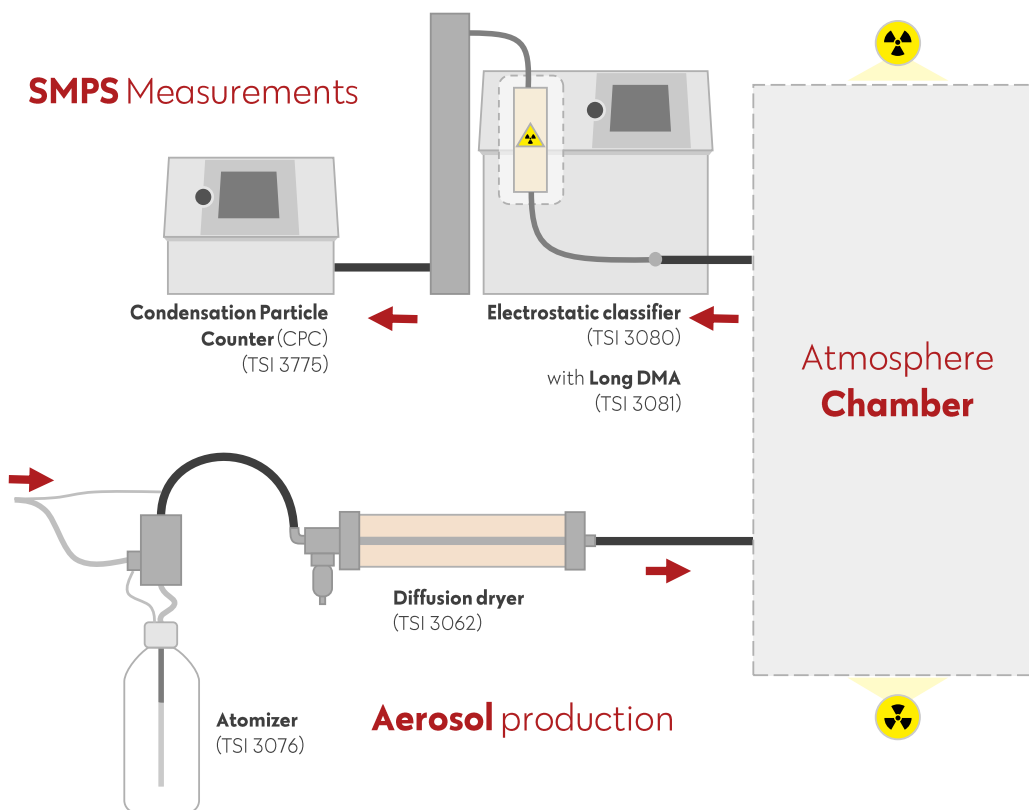 SMPS Measurements
Condensation Particle
Counter (CPC)
(TSI 3775)
Electrostatic classifier
(TSI 3080)
with Long DMA
(TSI 3081)
Atmosphere
Chamber
Diffusion dryer
(TSI 3062)
Atomizer
(TSI 3076)
Aerosol production